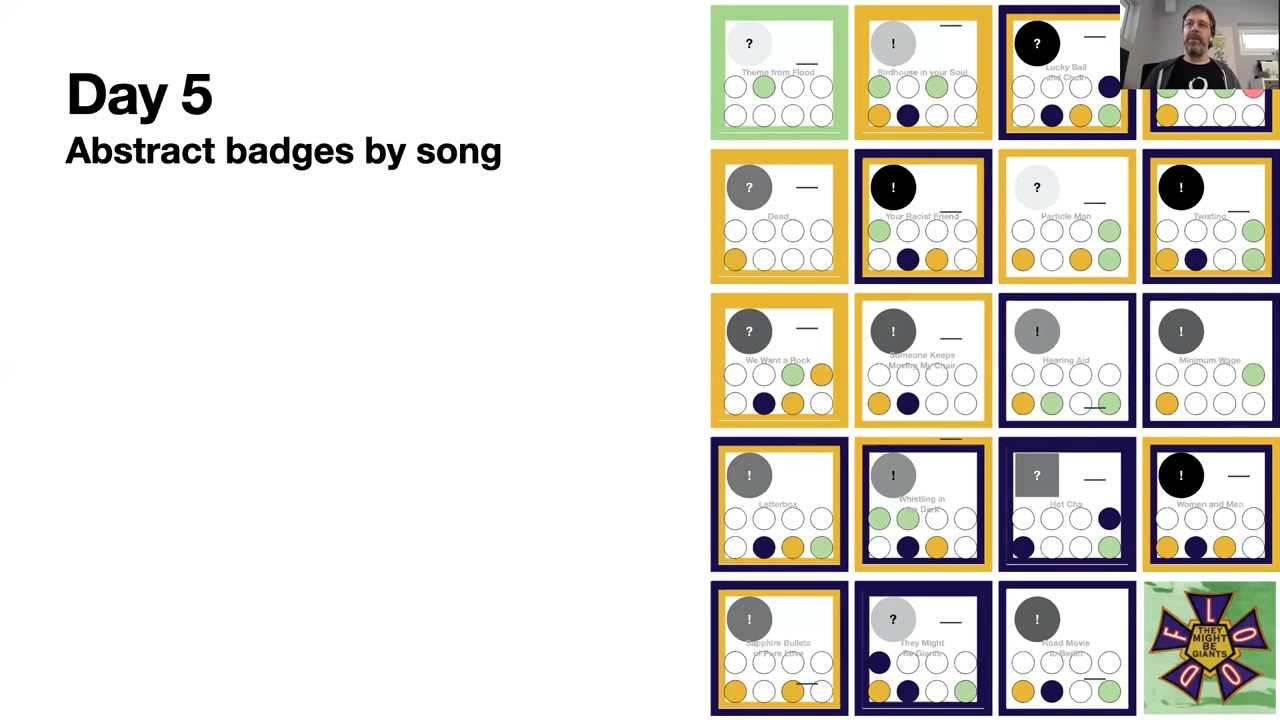 Day 5
Abstract badges by song
?
Theme from Flood
!
Birdhouse in your Soul
?
Lucky Ball
and Chain
?
Dead
!
Your Racist Friend
?
Particle Man
!
Twisting
?
We Want a Rock
!
Someone Keeps
Moving My Chair
!
Hearing Aid
!
Minimum Wage
!
Letterbox
!
Whistling in
the Dark
?
Hot Cha
!
Women and Men
!
Sapphire Bullets
of Pure Love
?
They Might
Be Giants
!
Road Movie
to Berlin
FLOOD
THEY
MIGHT
BE
GIANTS